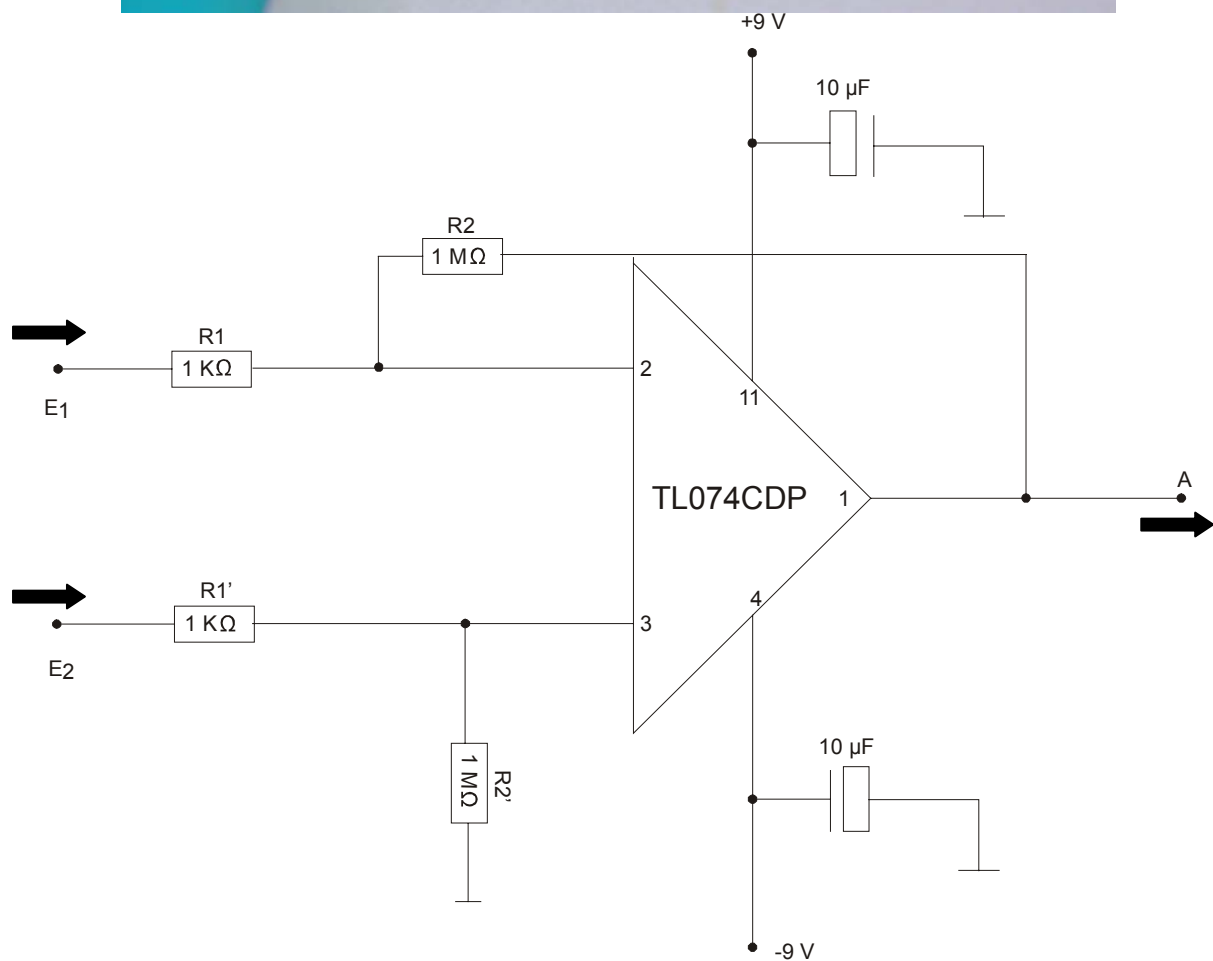 +9 V
10 µF
R2
1 MΩ
R1
1 KΩ
2
E1
11
TL074CDP
1
A
R1’
1 KΩ
4
3
E2
10 µF
1 MΩ
R2’
-9 V